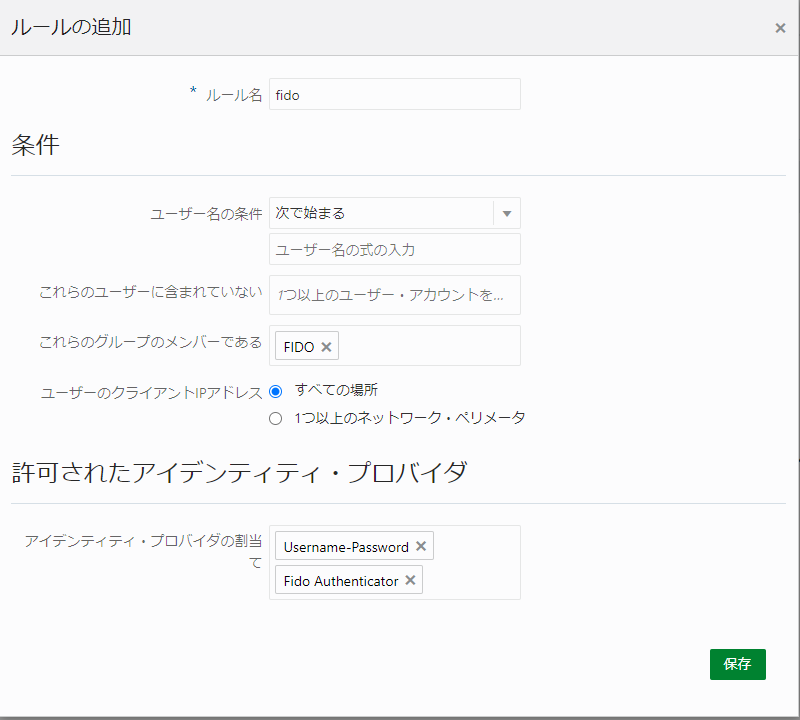 ルールの追加
* ルール名 fido
条件
ユーザー名の条件 次で始まる
ユーザー名の式の入力
これらのユーザーに含まれていない 1つ以上のユーザー・アカウントを...
これらのグループのメンバーである FIDO ×
ユーザーのクライアントIPアドレス すべての場所
1つ以上のネットワーク・ペリメータ
許可されたアイデンティティ・プロバイダ
アイデンティティ・プロバイダの割当 Username-Password ×
て Fido Authenticator ×
保存